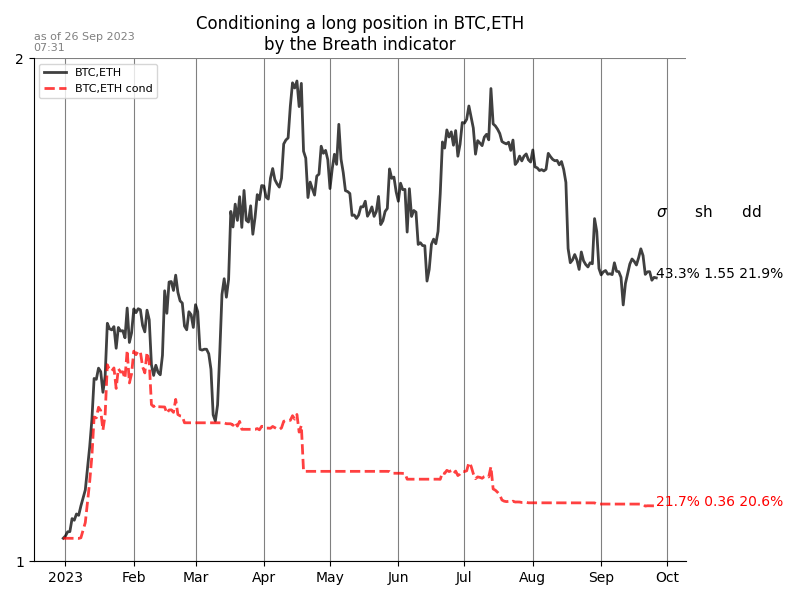 Conditioning a long position in BTC,ETH
by the Breath indicator
as of 26 Sep 2023
07:31
2
BTC,ETH
BTC,ETH cond
σ sh dd
43.3% 1.55 21.9%
21.7% 0.36 20.6%
1
2023 Feb Mar Apr May Jun Jul Aug Sep Oct